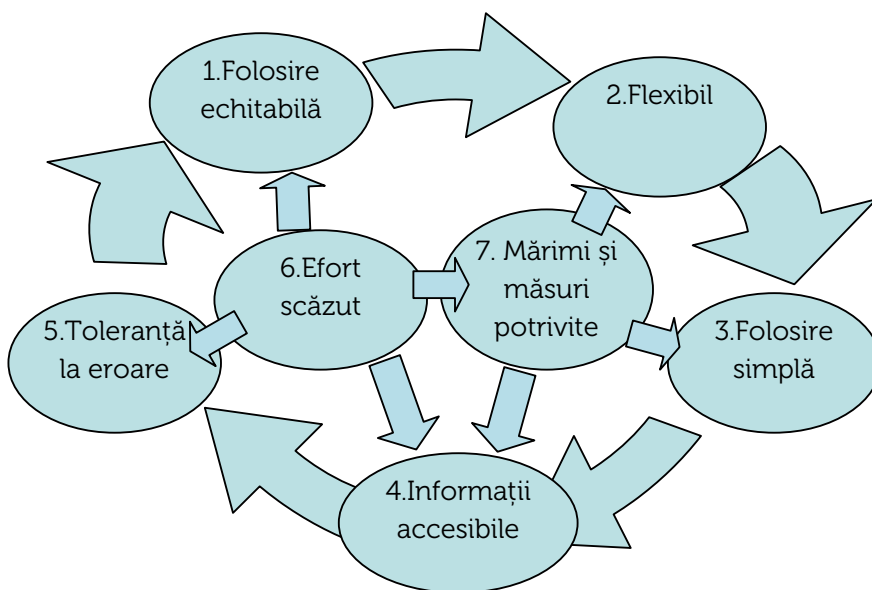 1.Folosire
echitabilă
2.Flexibil
3.Folosire
simplă
4.Informații
accesibile
5.Toleranță
la eroare
6.Efort
scăzut
7. Mărimi și
măsuri
potrivite